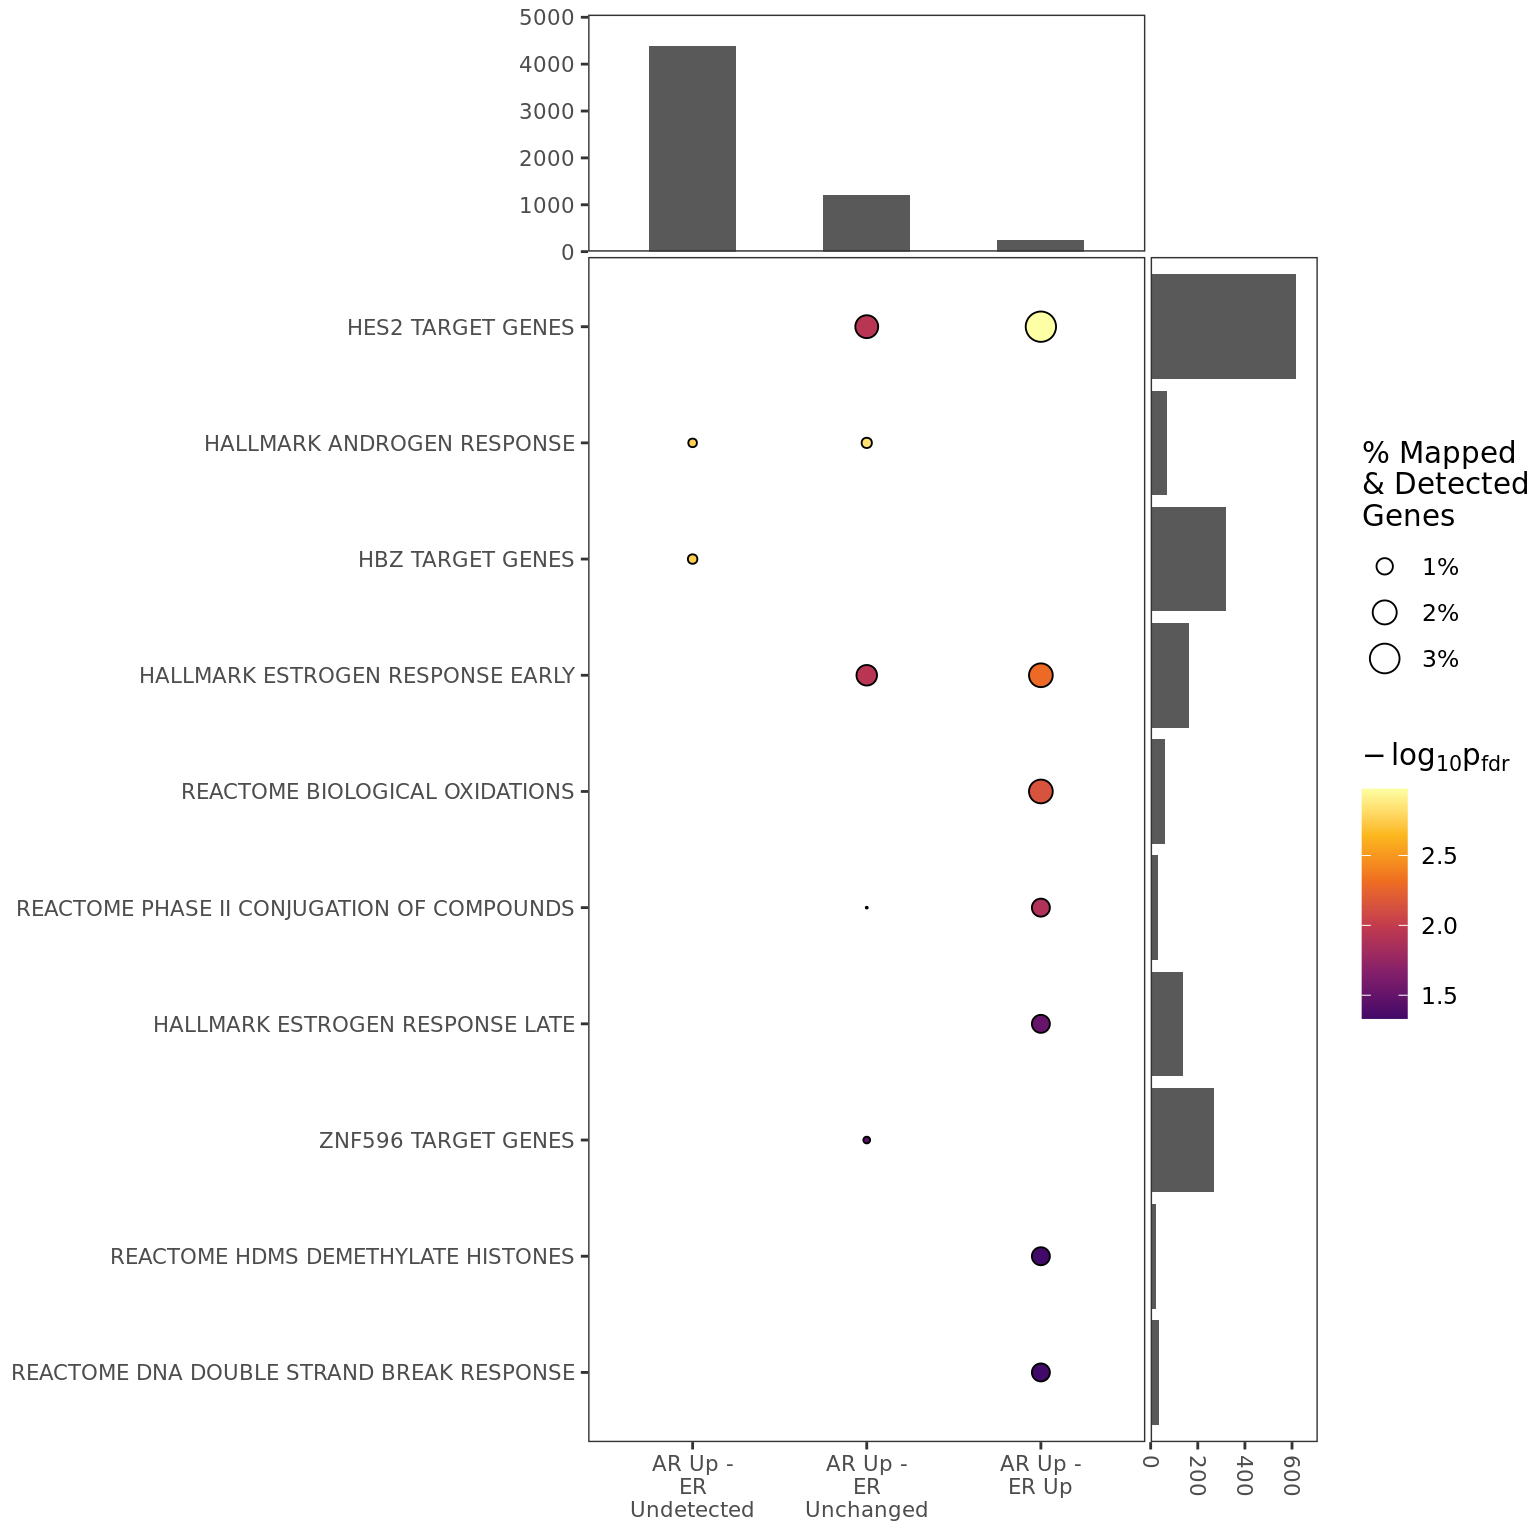 5000
4000
3000
2000
1000
0
HES2 TARGET GENES
HALLMARK ANDROGEN RESPONSE
HBZ TARGET GENES
HALLMARK ESTROGEN RESPONSE EARLY
REACTOME BIOLOGICAL OXIDATIONS
REACTOME PHASE II CONJUGATION OF COMPOUNDS
HALLMARK ESTROGEN RESPONSE LATE
ZNF596 TARGET GENES
REACTOME HDMS DEMETHYLATE HISTONES
REACTOME DNA DOUBLE STRAND BREAK RESPONSE
AR Up -
ER
Undetected
AR Up -
ER
Unchanged
AR Up -
ER Up
0
200
400
600
% Mapped
& Detected
Genes
1%
2%
3%
− log10pfdr
2.5
2.0
1.5